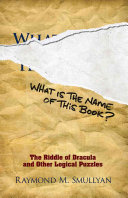 WHAT IS THE NAME
OF THIS BOOK?
The Riddle of Dracula
and Other Logical Puzzles
RAYMOND M. SMULLYAN